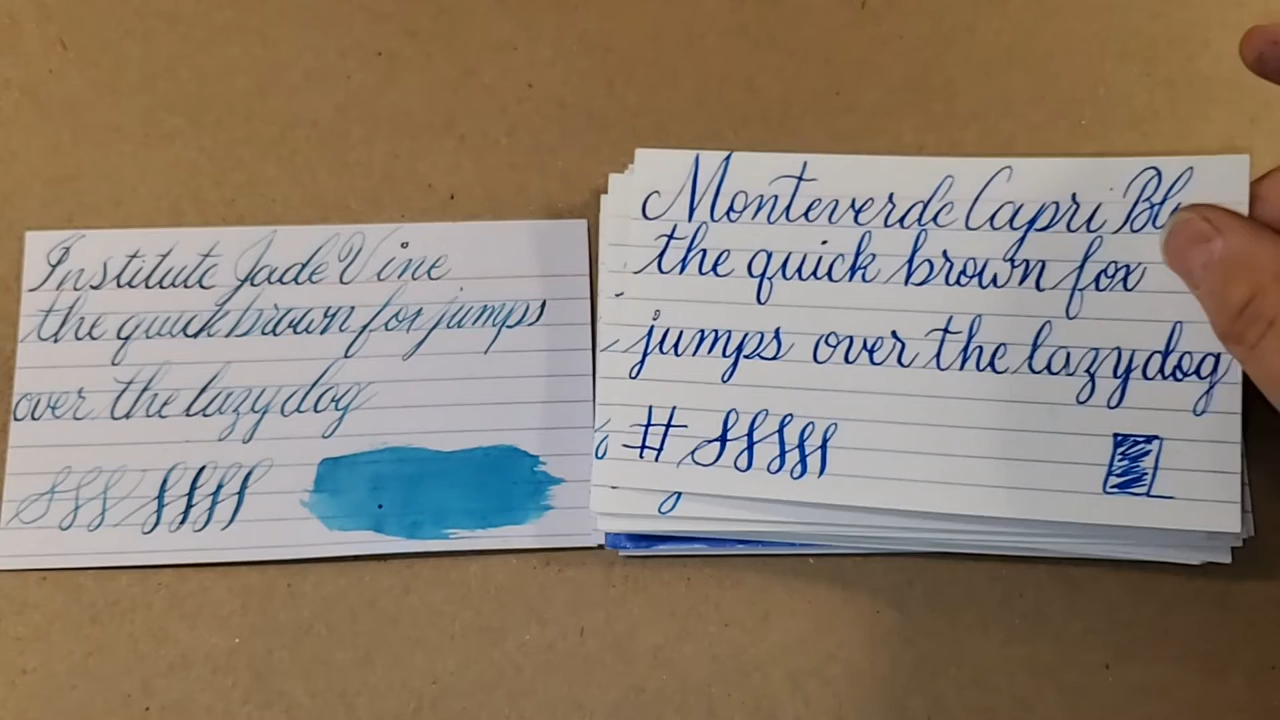 Institute Jade Vine
the quick brown fox jumps
over the lazy dog
Monteverde Capri Blu
the quick brown fox
jumps over the lazy dog
#